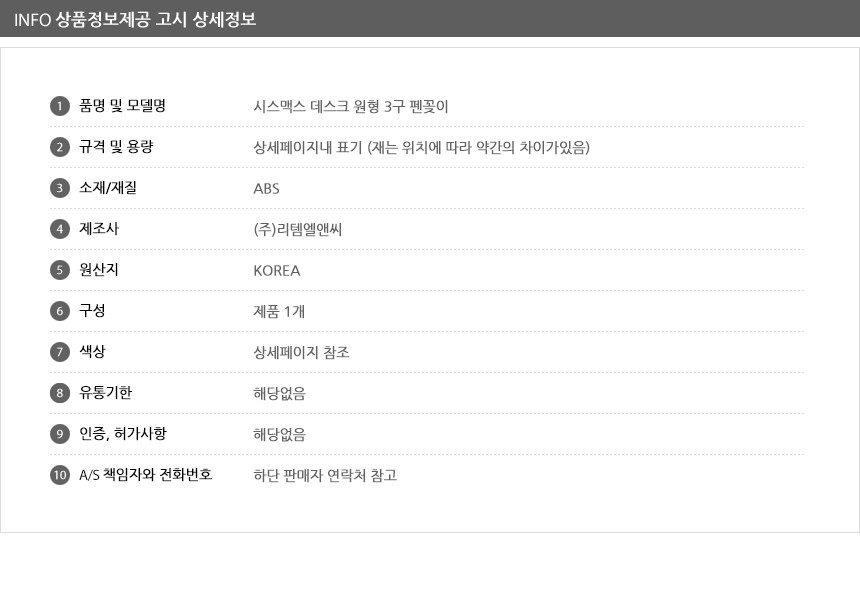 INFO 상품정보제공 고시 상세정보
1 품명 및 모델명 시스맥스 데스크 원형 3구 펜꽂이
2 규격 및 용량 상세페이지내 표기 (재는 위치에 따라 약간의 차이가있음)
3 소재/재질 ABS
4 제조사 (주)리템엘앤씨
5 원산지 KOREA
6 구성 제품 1개
7 색상 상세페이지 참조
8 유통기한 해당없음
9 인증, 허가사항 해당없음
10 A/S 책임자와 전화번호 하단 판매자 연락처 참고